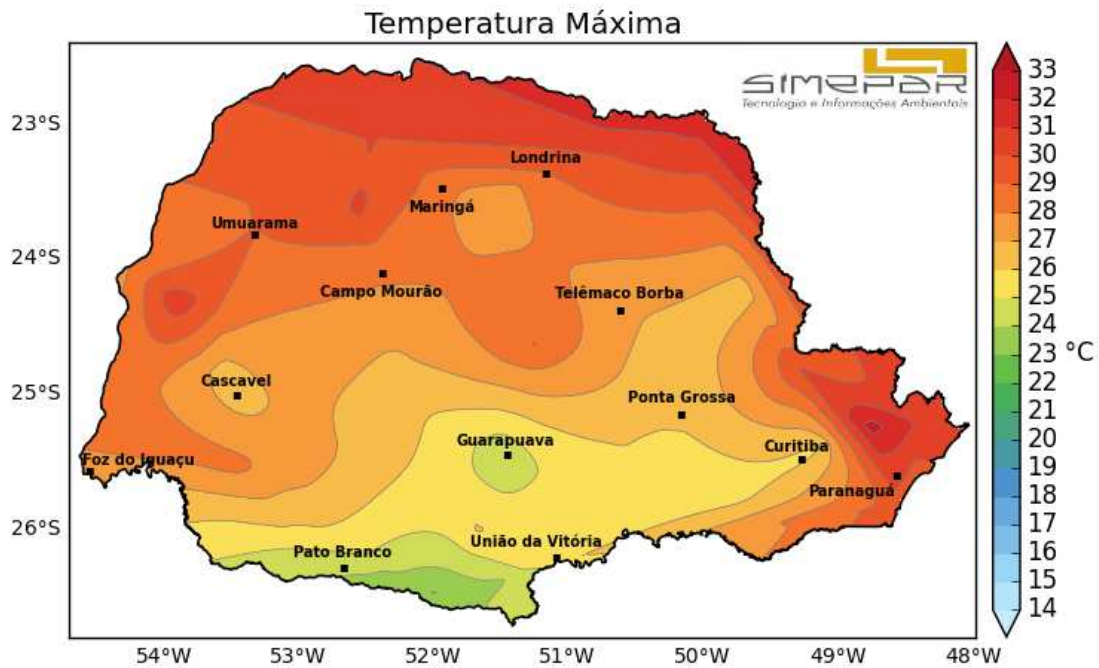 Temperatura Máxima
SIMEPAR
Tecnologia e Informações Ambientais
23°S
24°S
25°S
26°S
Londrina
Maringá
Umuarama
Campo Mourão
Telêmaco Borba
Cascavel
Ponta Grossa
Guarapuava
Curitiba
Foz do Iguaçu
Paranaguá
União da Vitória
Pato Branco
54°W 53°W 52°W 51°W 50°W 49°W 48°W
33
32
31
30
29
28
27
26
25
24
23 °C
22
21
20
19
18
17
16
15
14